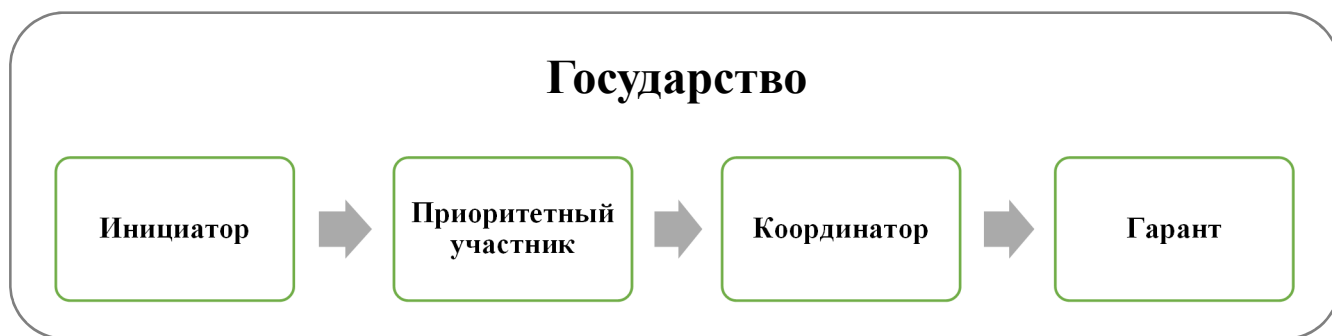 Государство
Инициатор
Приоритетный
участник
Координатор
Гарант